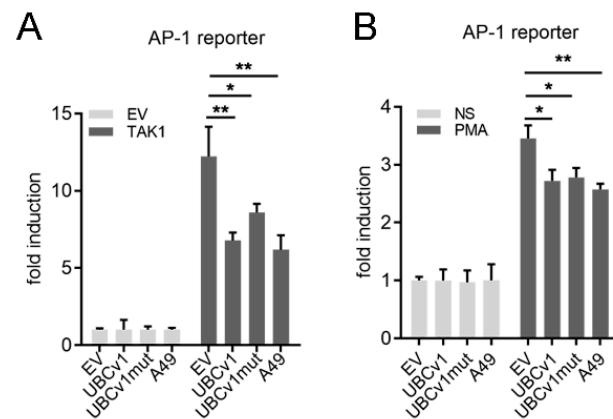 A
AP-1 reporter
**
*
**
EV
TAK1
fold induction
15
10
5
0
EV
UBCv1
UBCv1mut
A49
EV
UBCv1
UBCv1mut
A49
B
AP-1 reporter
**
*
*
NS
PMA
fold induction
4
3
2
1
0
EV
UBCv1
UBCv1mut
A49
EV
UBCv1
UBCv1mut
A49